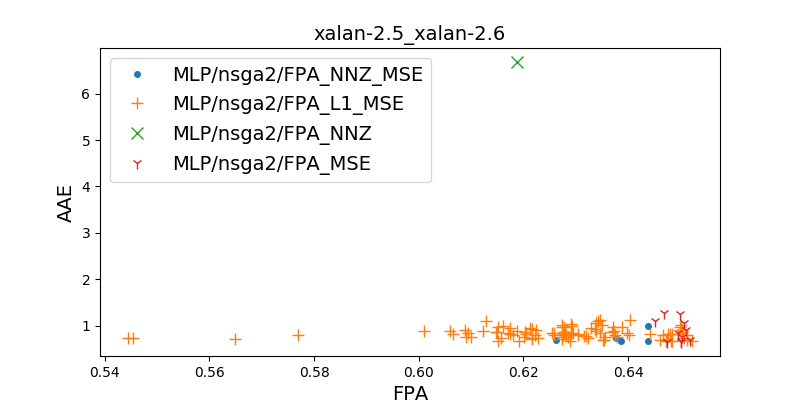 xalan-2.5_xalan-2.6
MLP/nsga2/FPA_NNZ_MSE
MLP/nsga2/FPA_L1_MSE
MLP/nsga2/FPA_NNZ
MLP/nsga2/FPA_MSE
AAE
6
5
4
3
2
1
0.54 0.56 0.58 0.60 0.62 0.64
FPA